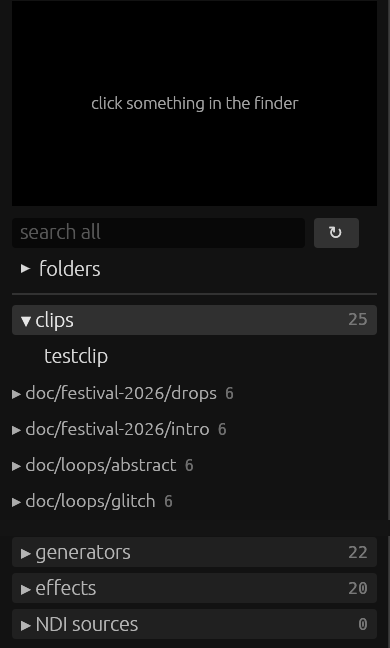 click something in the finder
search all ↻
▸ folders
▾ clips 25
testclip
▸ doc/festival-2026/drops 6
▸ doc/festival-2026/intro 6
▸ doc/loops/abstract 6
▸ doc/loops/glitch 6
▸ generators 22
▸ effects 20
▸ NDI sources 0